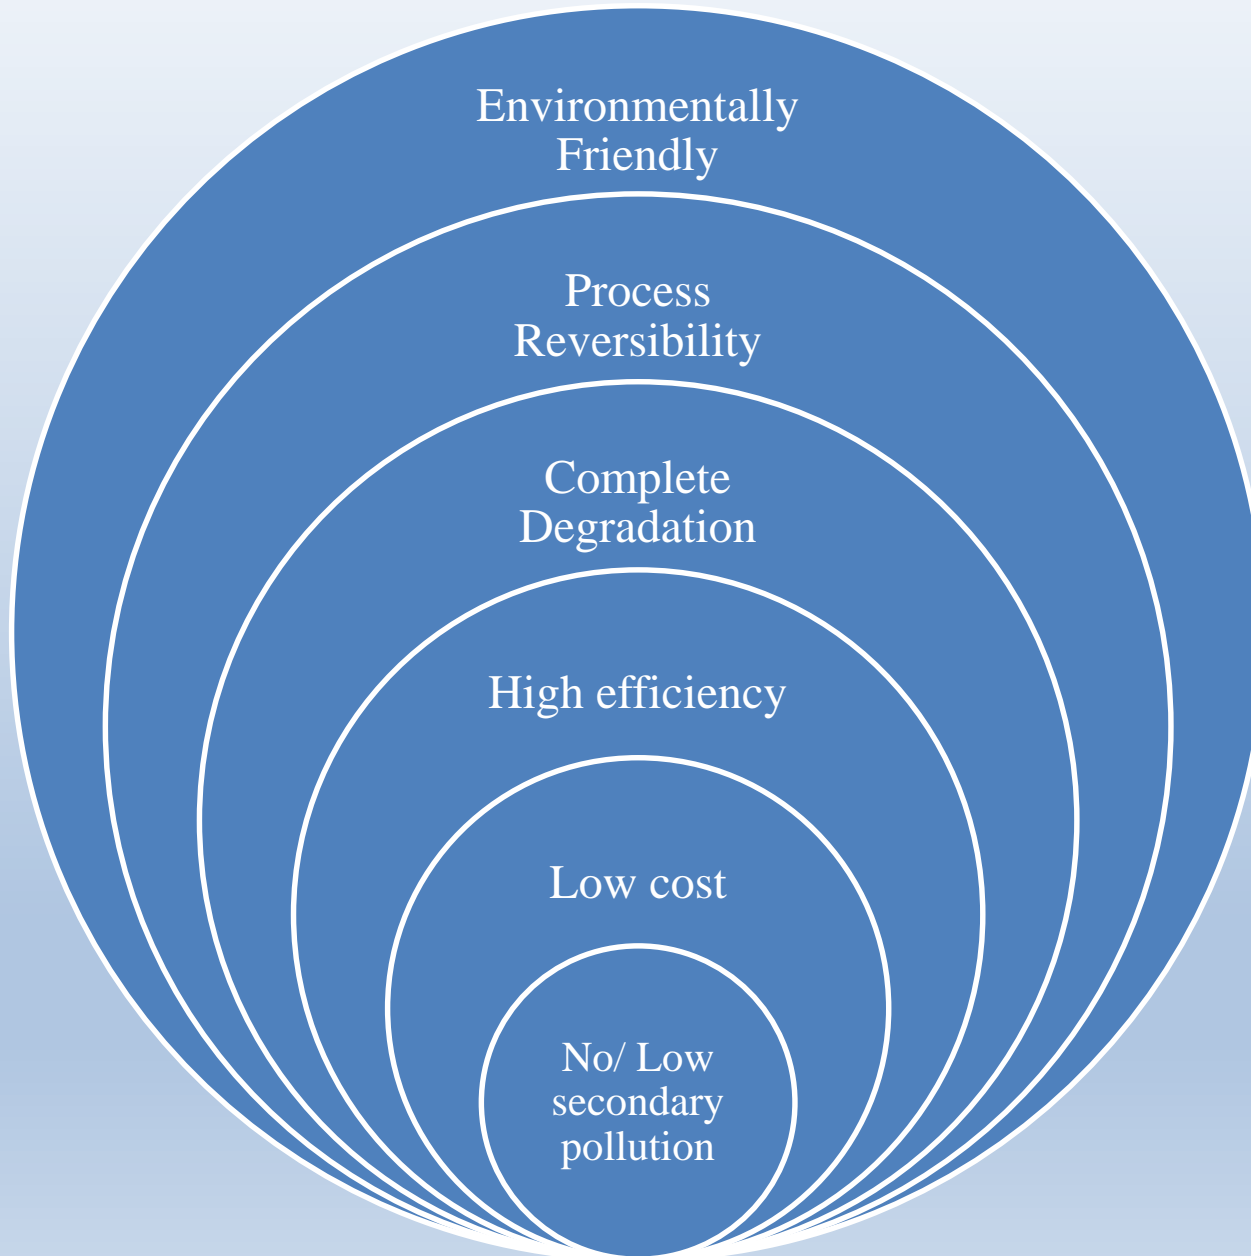 Environmentally
Friendly
Process
Reversibility
Complete
Degradation
High efficiency
Low cost
No/ Low
secondary
pollution